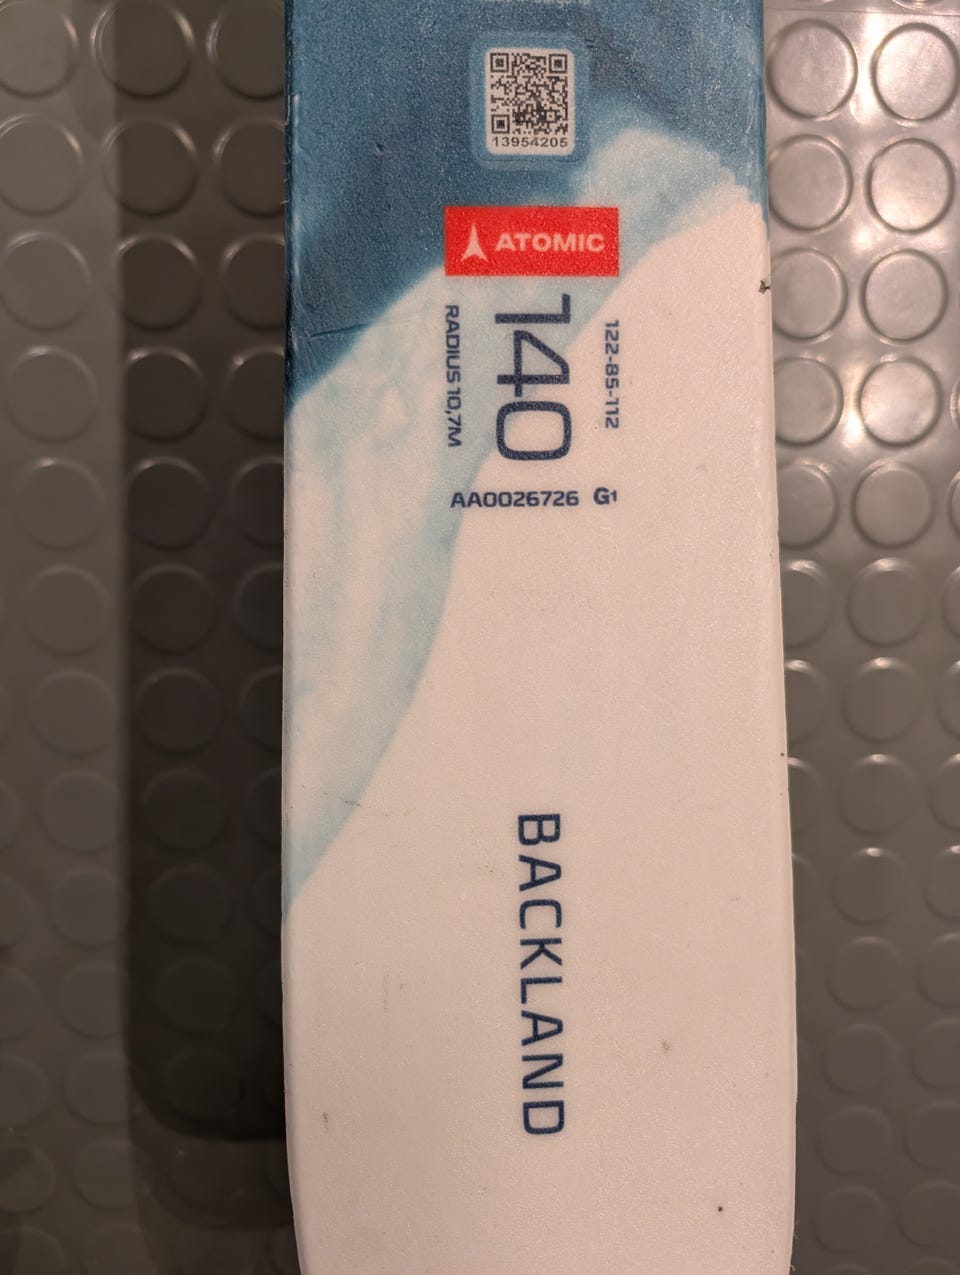 13954205
ATOMIC
122-85-112
140
RADIUS 10,7M
AA0026726 G1
BACKLAND